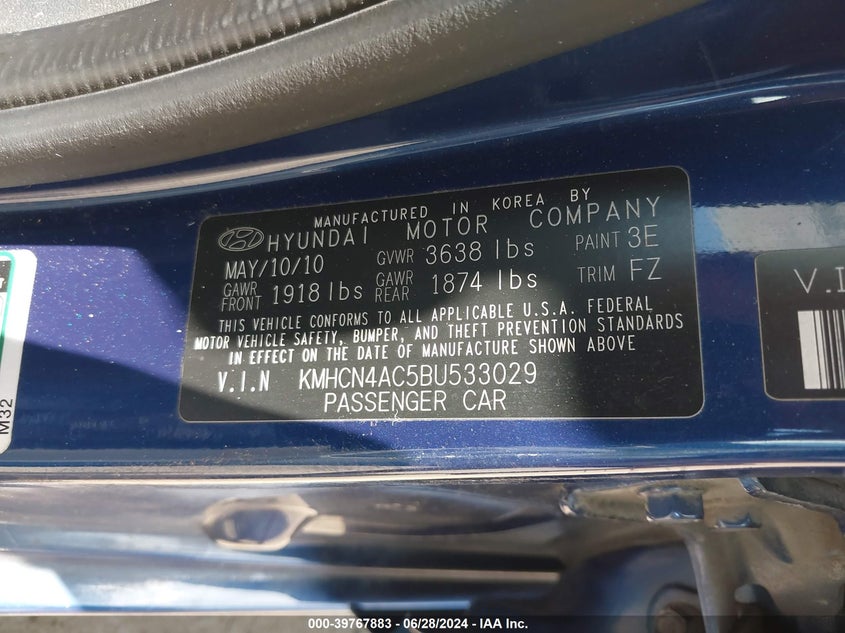 MANUFACTURED IN KOREA BY
HYUNDAI MOTOR COMPANY
MAY/10/10 GVWR 3638 lbs PAINT 3E
GAWR FRONT 1918 lbs GAWR REAR 1874 lbs TRIM FZ
THIS VEHICLE CONFORMS TO ALL APPLICABLE U.S.A. FEDERAL
MOTOR VEHICLE SAFETY, BUMPER, AND THEFT PREVENTION STANDARDS
IN EFFECT ON THE DATE OF MANUFACTURE SHOWN ABOVE
V.I.N KMHCN4AC5BU533029
PASSENGER CAR
V.I
M32
000-39767883 - 06/28/2024 - IAA Inc.